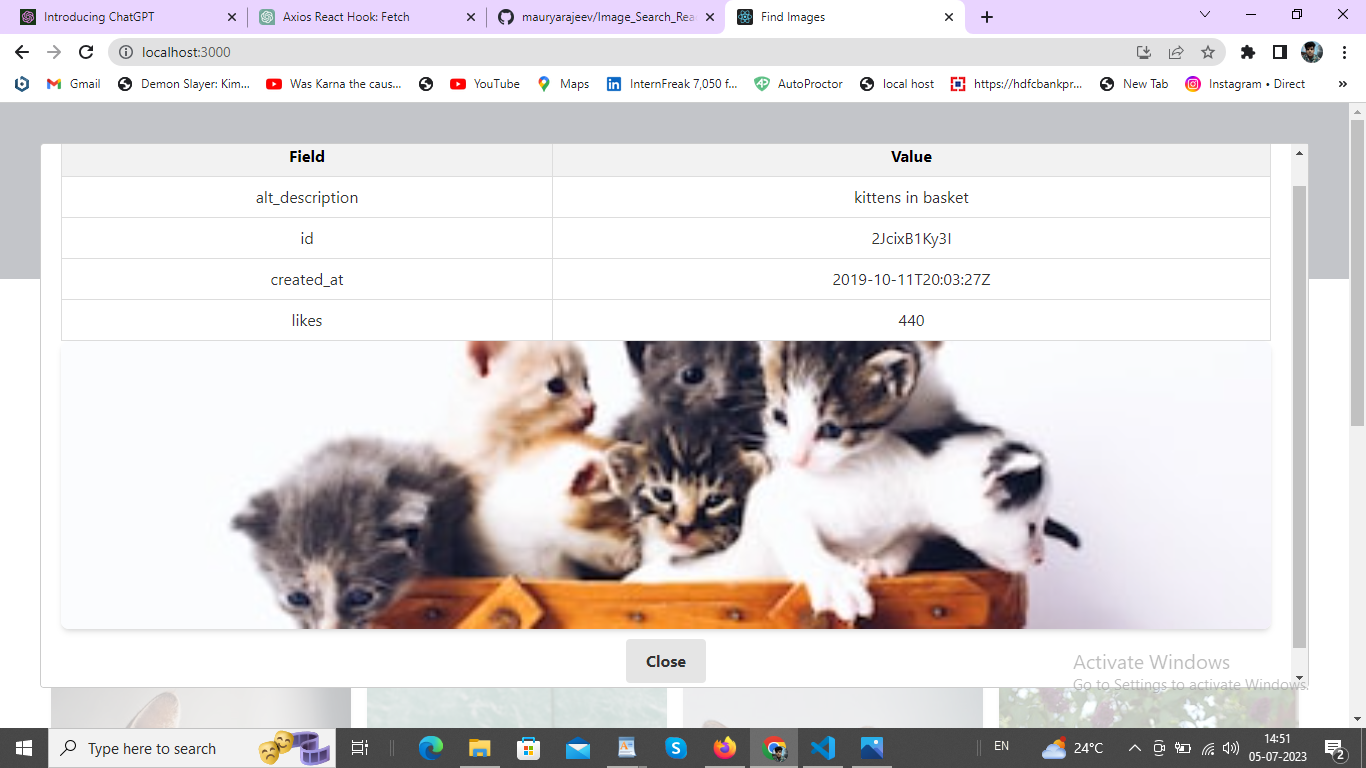 Introducing ChatGPT
Axios React Hook: Fetch
mauryarajeev/Image_Search_Rea
Find Images
localhost:3000
Gmail
Demon Slayer: Kim...
Was Karna the caus...
YouTube
Maps
InternFreak 7,050 f...
AutoProctor
local host
https://hdfcbankpr...
New Tab
Instagram • Direct
»
Field Value
alt_description kittens in basket
id 2JcixB1Ky3I
created_at 2019-10-11T20:03:27Z
likes 440
Close
Activate Windows
Go to Settings to activate Windows.
Type here to search
EN
24°C
14:51
05-07-2023
2